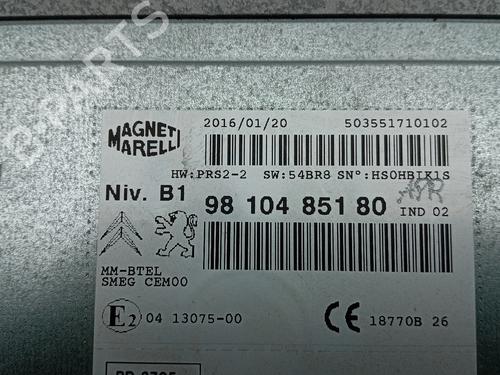 B-PARTS
MAGNETI
MARELLI
2016/01/20 503551710102
HW:PRS2-2 SW:54BR8 SN°:HS0HBIK1S
Niv. B1 98 104 851 80 IND 02
MM-BTEL
SMEG CEM00
E2 04 13075-00 CE 18770B 26